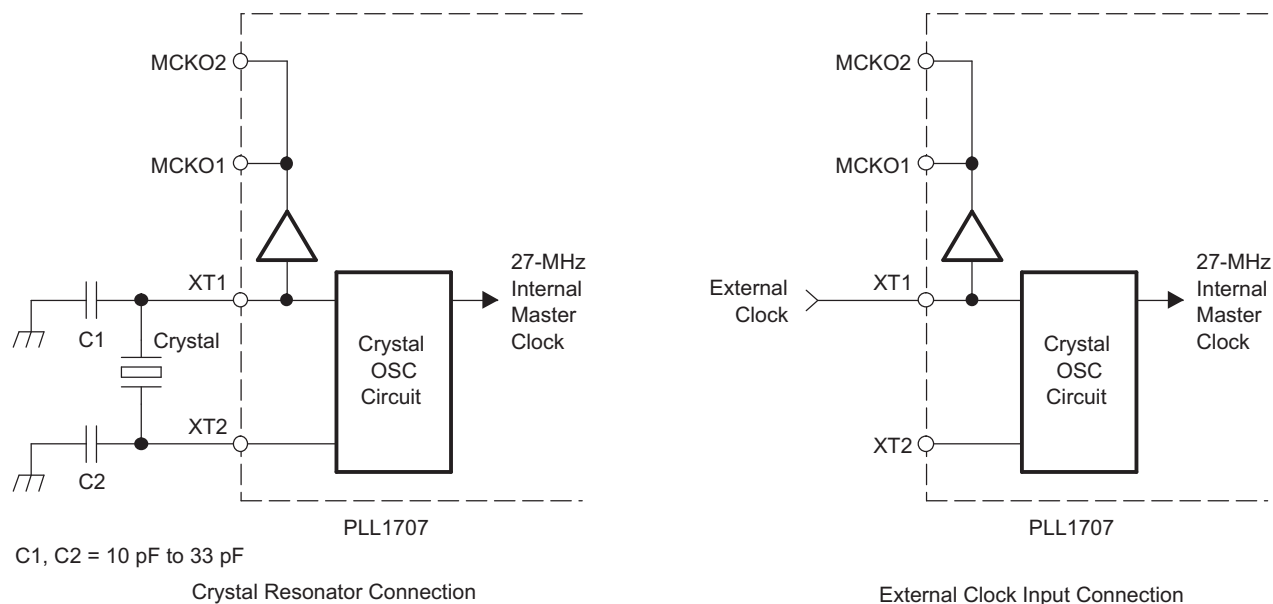 MCKO2
MCKO1
XT1
C1
Crystal
XT2
C2
Crystal
OSC
Circuit
27-MHz
Internal
Master
Clock
PLL1707
C1, C2 = 10 pF to 33 pF
Crystal Resonator Connection
MCKO2
MCKO1
External
Clock
XT1
XT2
Crystal
OSC
Circuit
27-MHz
Internal
Master
Clock
PLL1707
External Clock Input Connection